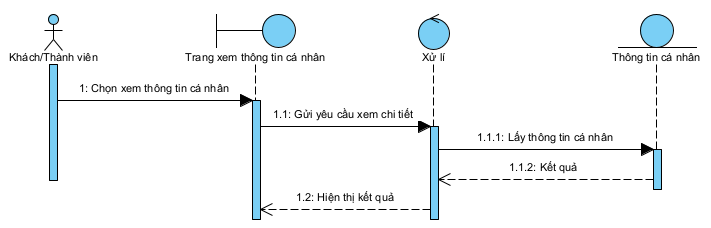 Khách/Thành viên
Trang xem thông tin cá nhân
Xử lí
Thông tin cá nhân
1: Chọn xem thông tin cá nhân
1.1: Gửi yêu cầu xem chi tiết
1.1.1: Lấy thông tin cá nhân
1.1.2: Kết quả
1.2: Hiện thị kết quả